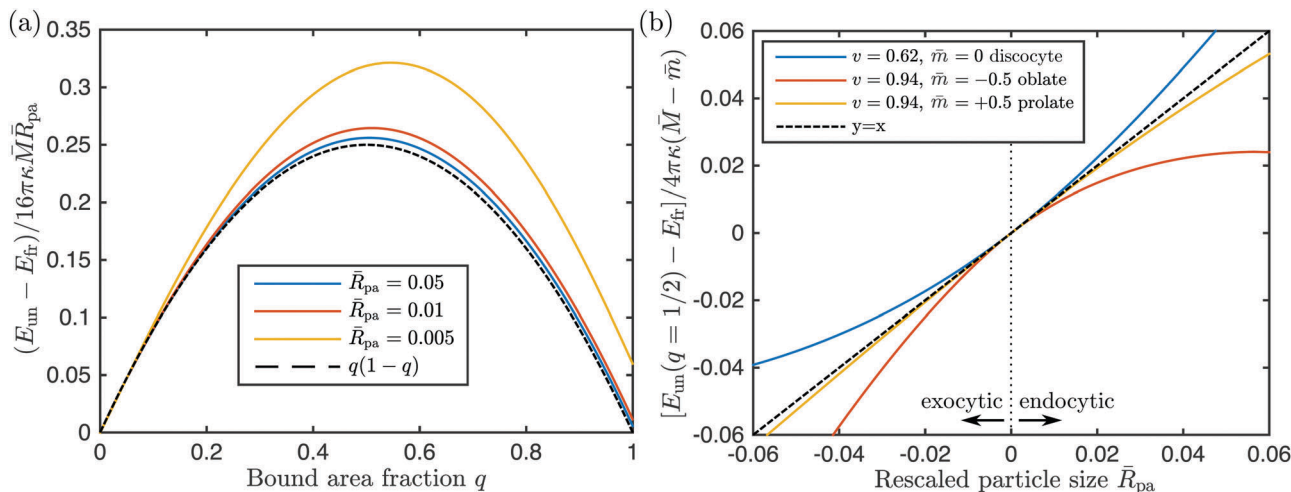 (a)
(E_un − E_fr)/16πκM̄R̄_pa
0.35
0.3
0.25
0.2
0.15
0.1
0.05
0
R̄_pa = 0.05
R̄_pa = 0.01
R̄_pa = 0.005
q(1−q)
0 0.2 0.4 0.6 0.8 1
Bound area fraction q
(b)
[E_un(q = 1/2) − E_fr]/4πκ(M̄ − m̄)
0.06
0.04
0.02
0
-0.02
-0.04
-0.06
v = 0.62, m̄ = 0 discocyte
v = 0.94, m̄ = −0.5 oblate
v = 0.94, m̄ = +0.5 prolate
y=x
exocytic endocytic
-0.06 -0.04 -0.02 0 0.02 0.04 0.06
Rescaled particle size R̄_pa